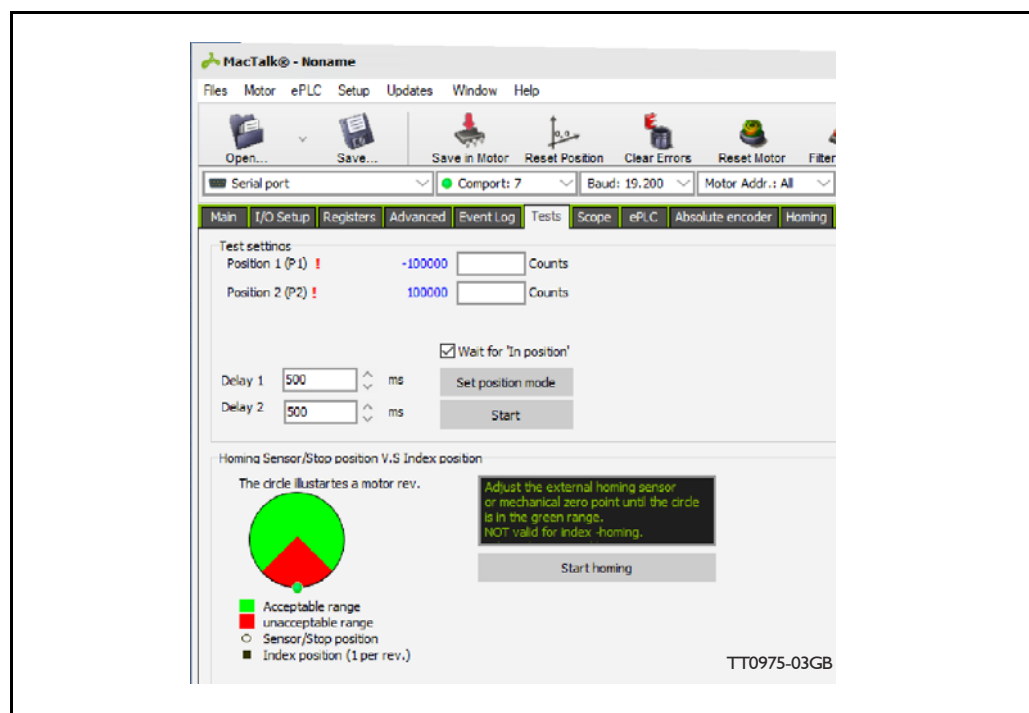 MacTalk® - Noname
Files Motor ePLC Setup Updates Window Help
Open... Save... Save in Motor Reset Position Clear Errors Reset Motor Filter
Serial port Comport: 7 Baud: 19.200 Motor Addr.: All
Main I/O Setup Registers Advanced Event Log Tests Scope ePLC Absolute encoder Homing
Test settings
Position 1 (P1) ! -100000 Counts
Position 2 (P2) ! 100000 Counts
Wait for 'In position'
Delay 1 500 ms Set position mode
Delay 2 500 ms Start
Homing Sensor/Stop position V.S Index position
The circle illustartes a motor rev.
Adjust the external homing sensor
or mechanical zero point until the circle
is in the green range.
NOT valid for index -homing.
Start homing
Acceptable range
unacceptable range
Sensor/Stop position
Index position (1 per rev.)
TT0975-03GB